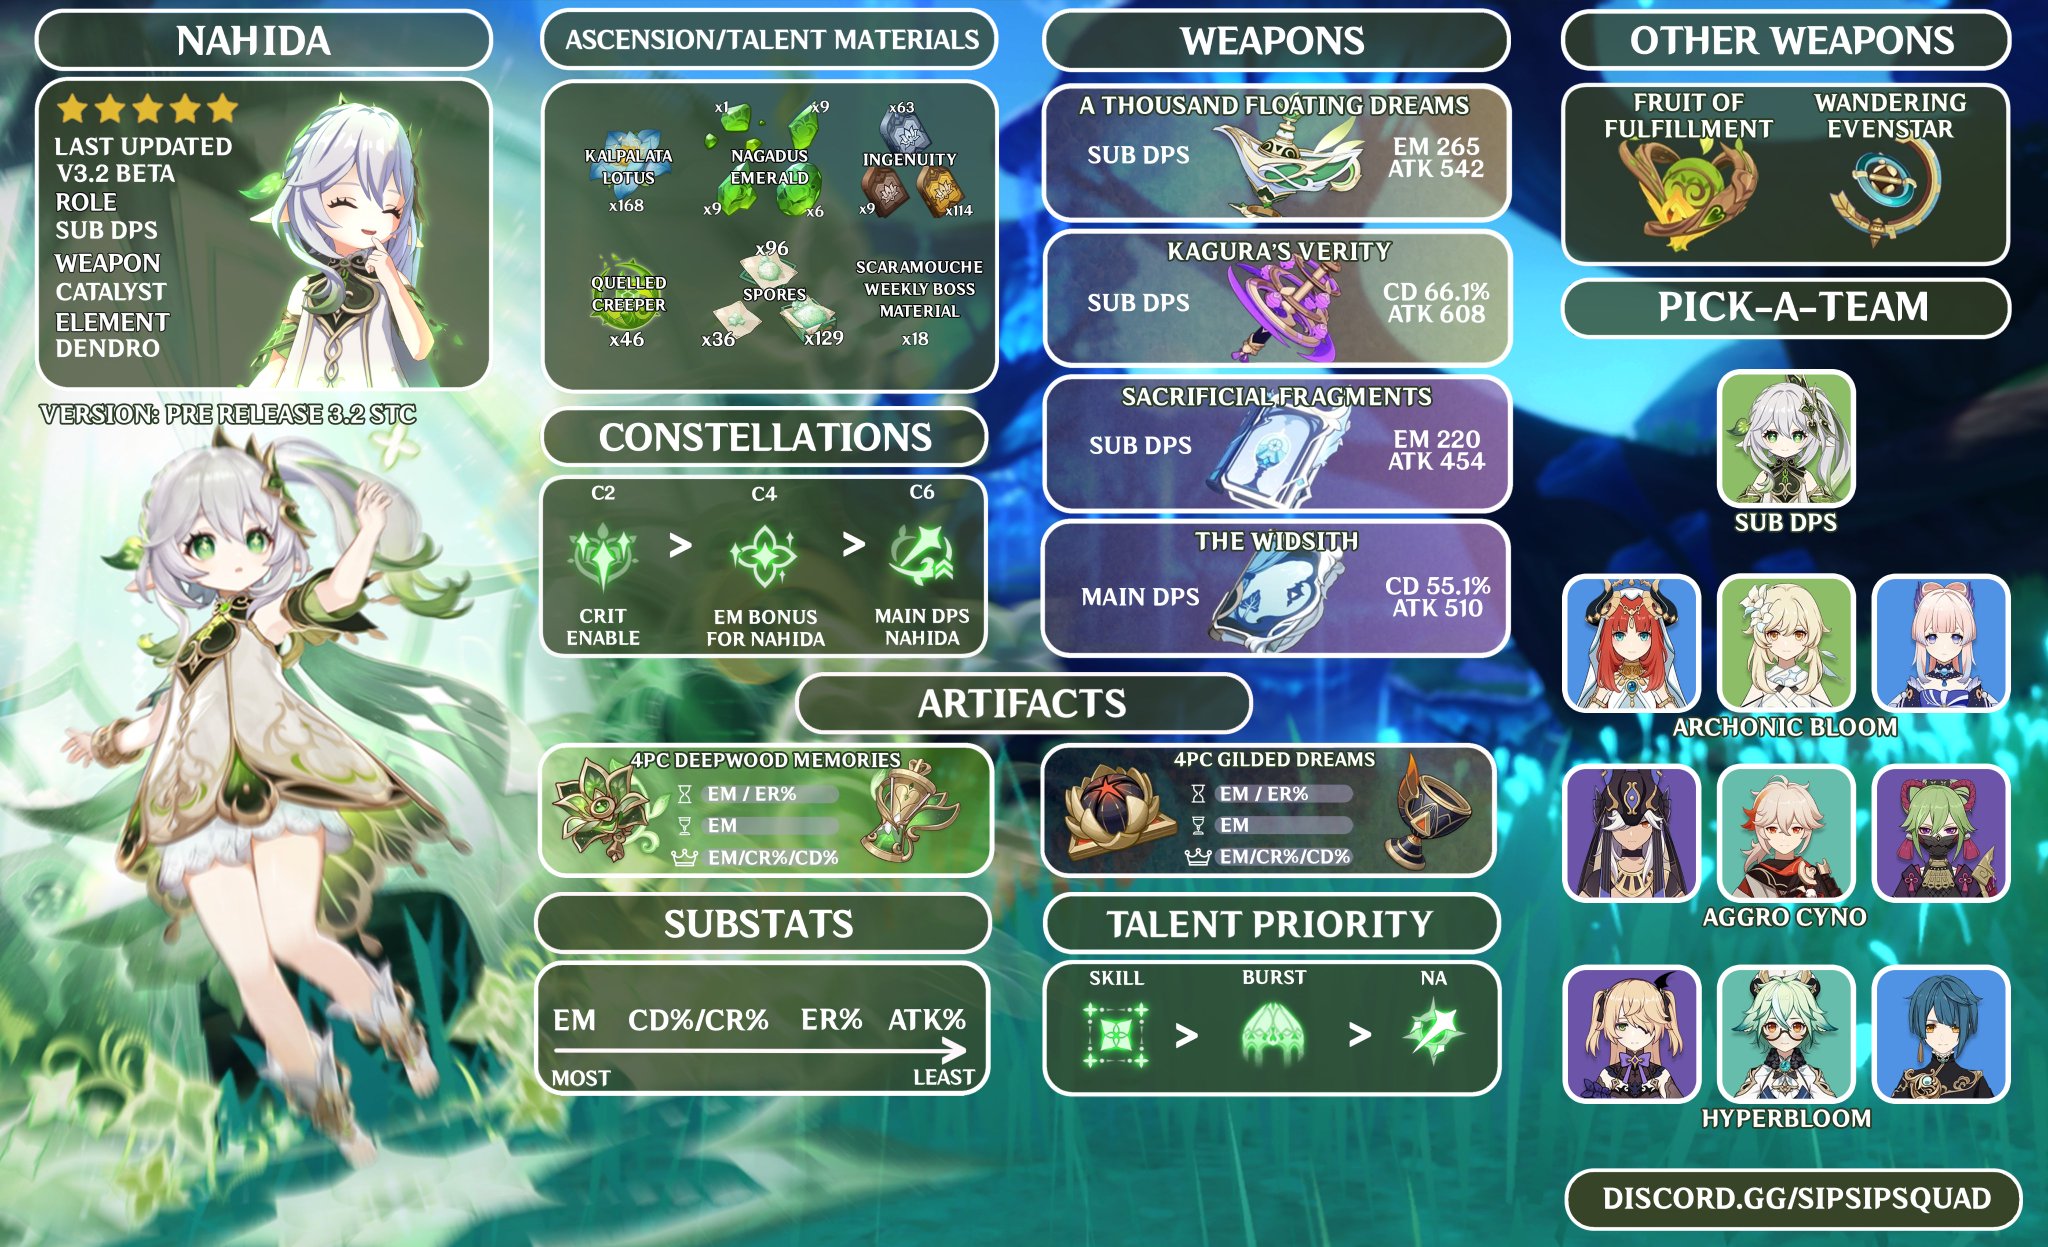 NAHIDA
LAST UPDATED
V3.2 BETA
ROLE
SUB DPS
WEAPON
CATALYST
ELEMENT
DENDRO
VERSION: PRE RELEASE 3.2 STC
ASCENSION/TALENT MATERIALS
KALPALATA
LOTUS
x168
x1
x9
NAGADUS
EMERALD
x9
x6
x63
INGENUITY
x9
x114
QUELLED
CREEPER
x46
x96
SPORES
x36
x129
SCARAMOUCHE
WEEKLY BOSS
MATERIAL
x18
CONSTELLATIONS
C2 > C4 > C6
CRIT
ENABLE
EM BONUS
FOR NAHIDA
MAIN DPS
NAHIDA
WEAPONS
A THOUSAND FLOATING DREAMS
SUB DPS
EM 265
ATK 542
KAGURA'S VERITY
SUB DPS
CD 66.1%
ATK 608
SACRIFICIAL FRAGMENTS
SUB DPS
EM 220
ATK 454
THE WIDSITH
MAIN DPS
CD 55.1%
ATK 510
ARTIFACTS
4PC DEEPWOOD MEMORIES
EM / ER%
EM
EM/CR%/CD%
4PC GILDED DREAMS
EM / ER%
EM
EM/CR%/CD%
SUBSTATS
EM CD%/CR% ER% ATK%
MOST LEAST
TALENT PRIORITY
SKILL > BURST > NA
OTHER WEAPONS
FRUIT OF
FULFILLMENT
WANDERING
EVENSTAR
PICK-A-TEAM
SUB DPS
ARCHONIC BLOOM
AGGRO CYNO
HYPERBLOOM
DISCORD.GG/SIPSIPSQUAD